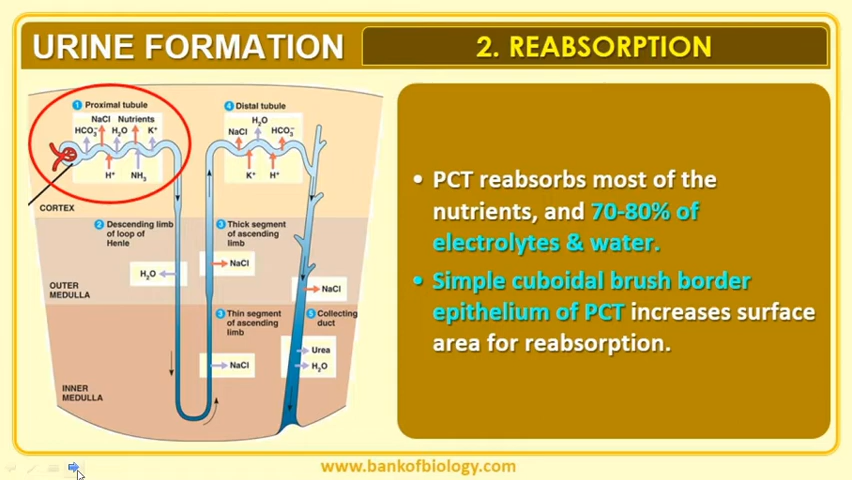 URINE FORMATION
2. REABSORPTION
1 Proximal tubule
NaCl Nutrients
HCO3− H2O K+
H+ NH3
4 Distal tubule
H2O
NaCl HCO3−
K+ H+
CORTEX
2 Descending limb
of loop of
Henle
3 Thick segment
of ascending
limb
H2O
NaCl
OUTER
MEDULLA
NaCl
3 Thin segment
of ascending
limb
5 Collecting
duct
Urea
NaCl
H2O
INNER
MEDULLA
• PCT reabsorbs most of the
nutrients, and 70-80% of
electrolytes & water.
• Simple cuboidal brush border
epithelium of PCT increases surface
area for reabsorption.
www.bankofbiology.com